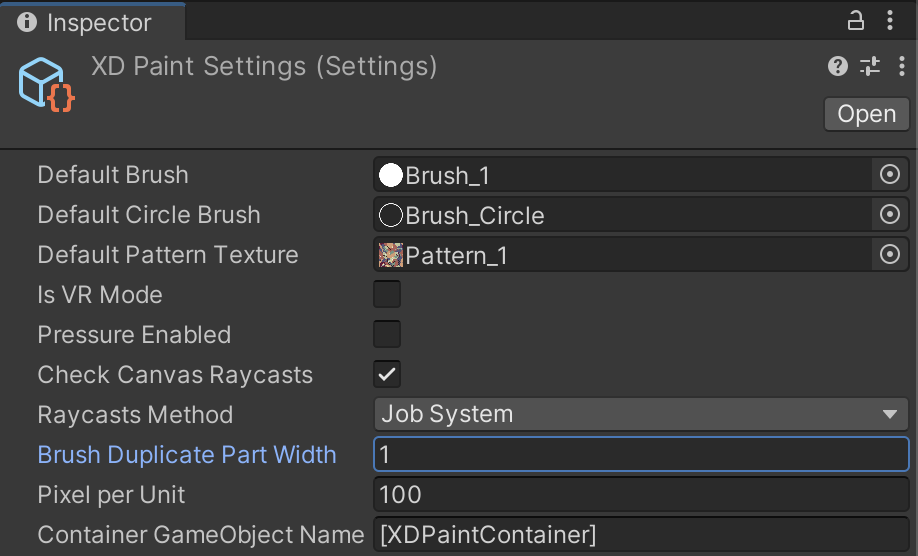 Inspector
XD Paint Settings (Settings)
Open
Default Brush Brush_1
Default Circle Brush Brush_Circle
Default Pattern Texture Pattern_1
Is VR Mode
Pressure Enabled
Check Canvas Raycasts
Raycasts Method Job System
Brush Duplicate Part Width 1
Pixel per Unit 100
Container GameObject Name [XDPaintContainer]